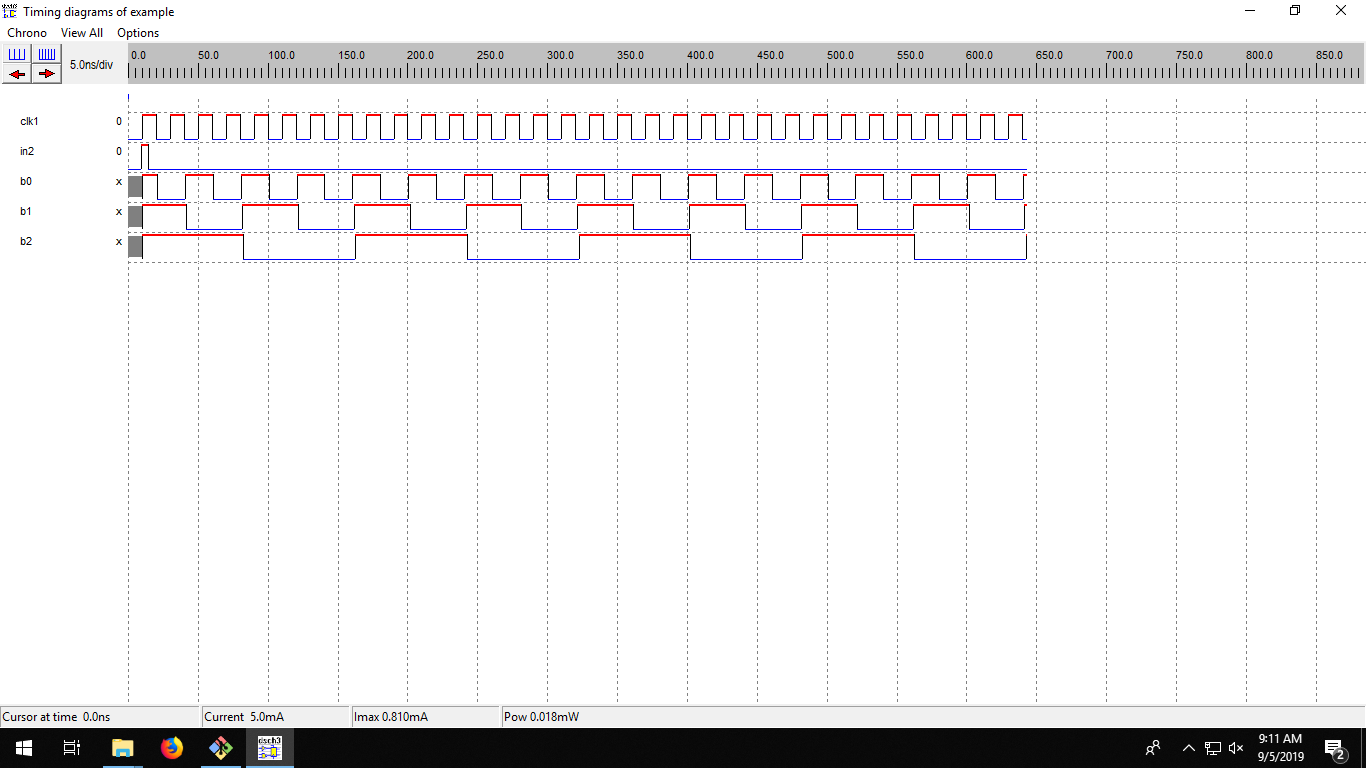 Timing diagrams of example
Chrono View All Options
5.0ns/div
0.0 50.0 100.0 150.0 200.0 250.0 300.0 350.0 400.0 450.0 500.0 550.0 600.0 650.0 700.0 750.0 800.0 850.0
clk1 0
in2 0
b0 x
b1 x
b2 x
Cursor at time 0.0ns Current 5.0mA Imax 0.810mA Pow 0.018mW
dsch3
9:11 AM
9/5/2019
2